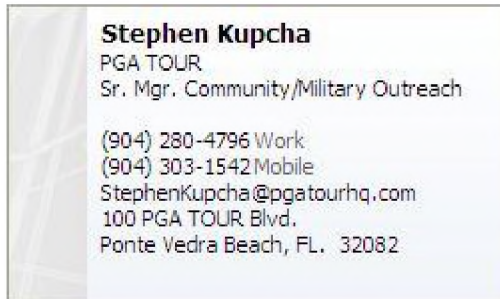 Stephen Kupcha
PGA TOUR
Sr. Mgr. Community/Military Outreach
(904) 280-4796 Work
(904) 303-1542 Mobile
StephenKupcha@pgatourhq.com
100 PGA TOUR Blvd.
Ponte Vedra Beach, FL.  32082